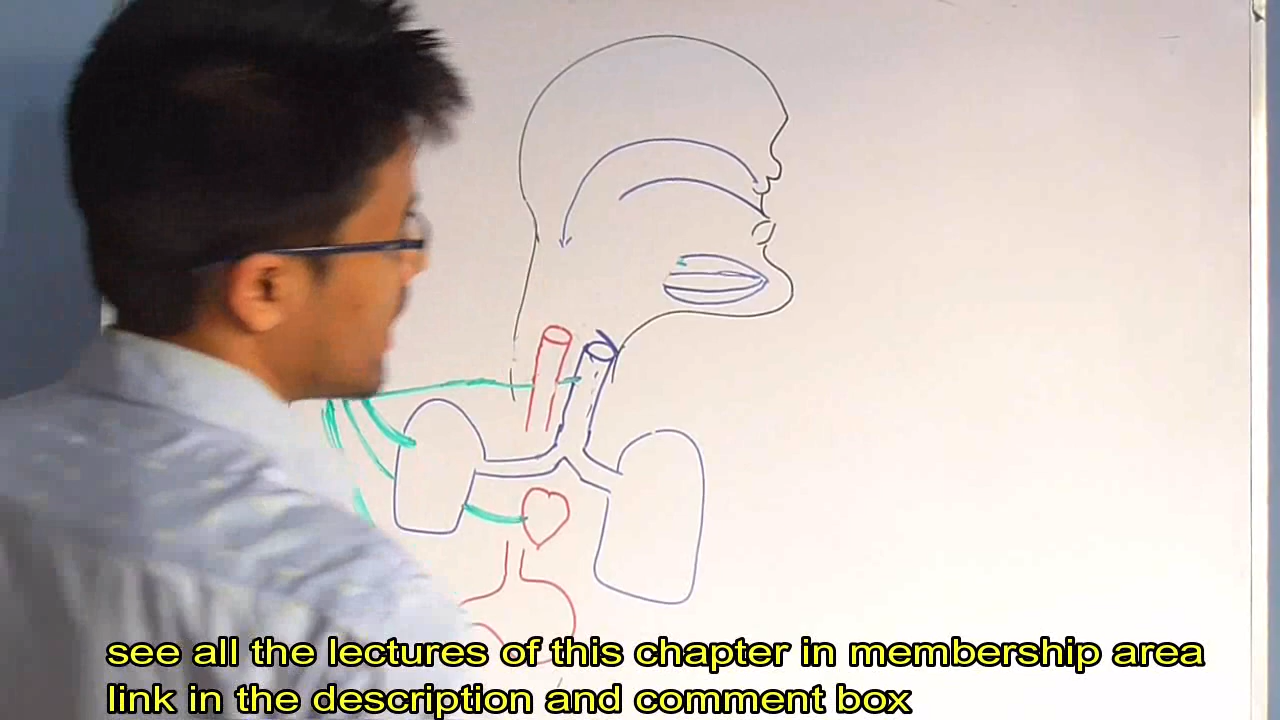 see all the lectures of this chapter in membership area
link in the description and comment box